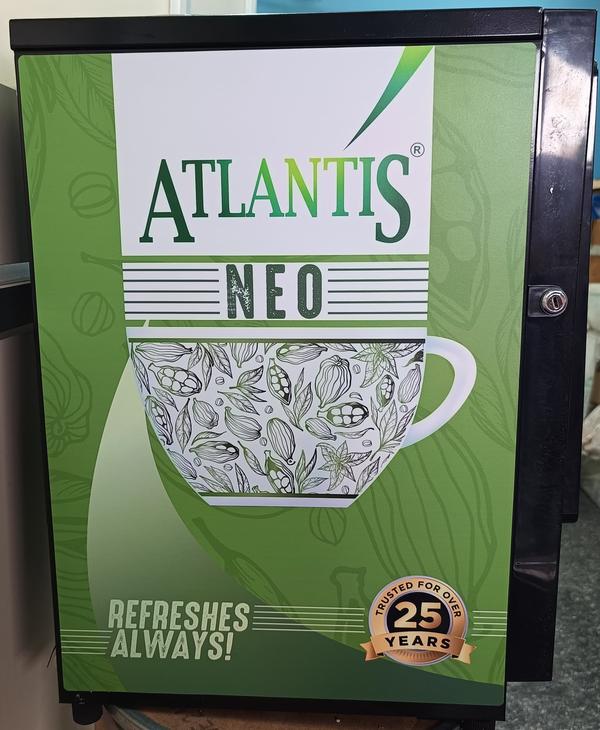 ATLANTIS®
NEO
REFRESHES
ALWAYS!
TRUSTED FOR OVER
25
YEARS